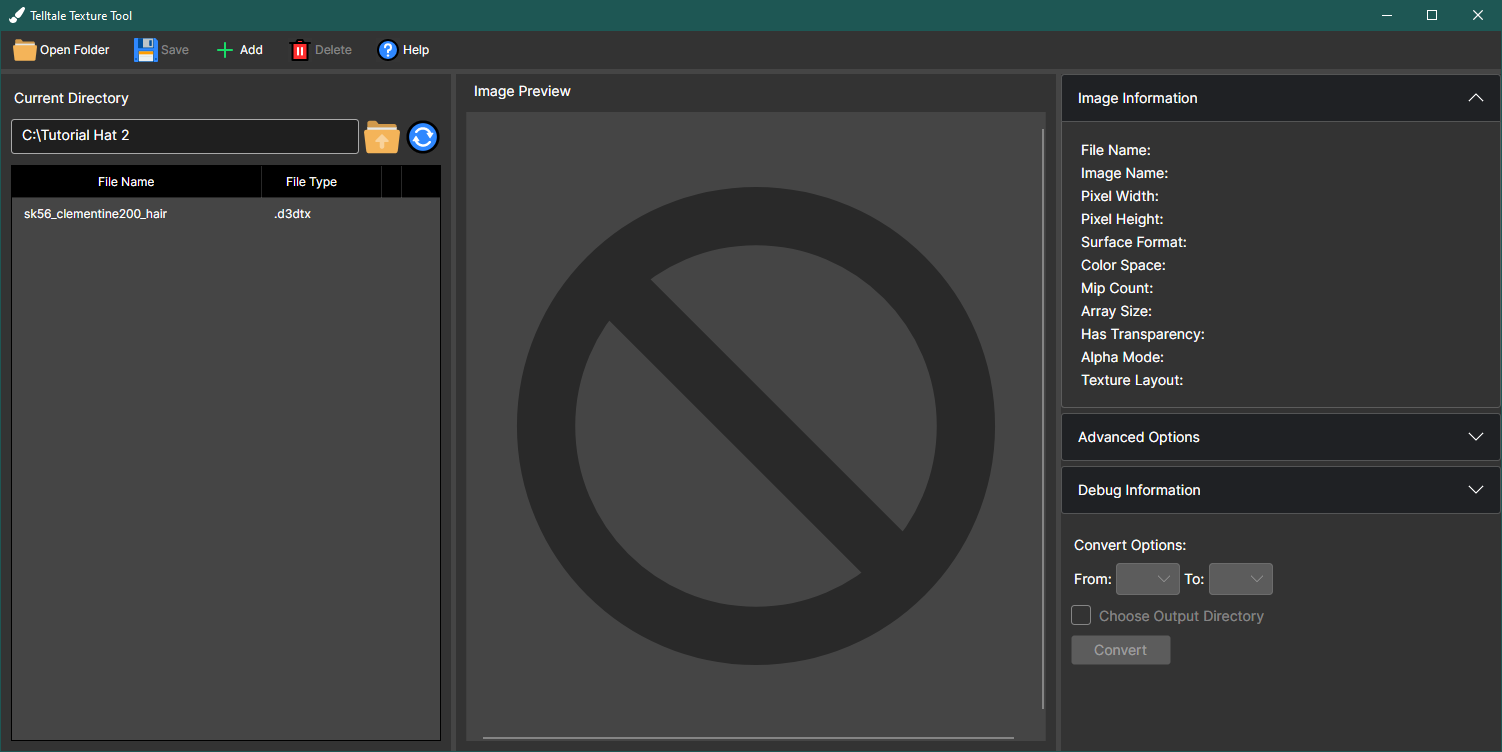 Telltale Texture Tool
Open Folder Save Add Delete Help
Current Directory
C:\Tutorial Hat 2
File Name File Type
sk56_clementine200_hair .d3dtx
Image Preview
Image Information
File Name:
Image Name:
Pixel Width:
Pixel Height:
Surface Format:
Color Space:
Mip Count:
Array Size:
Has Transparency:
Alpha Mode:
Texture Layout:
Advanced Options
Debug Information
Convert Options:
From: To:
Choose Output Directory
Convert